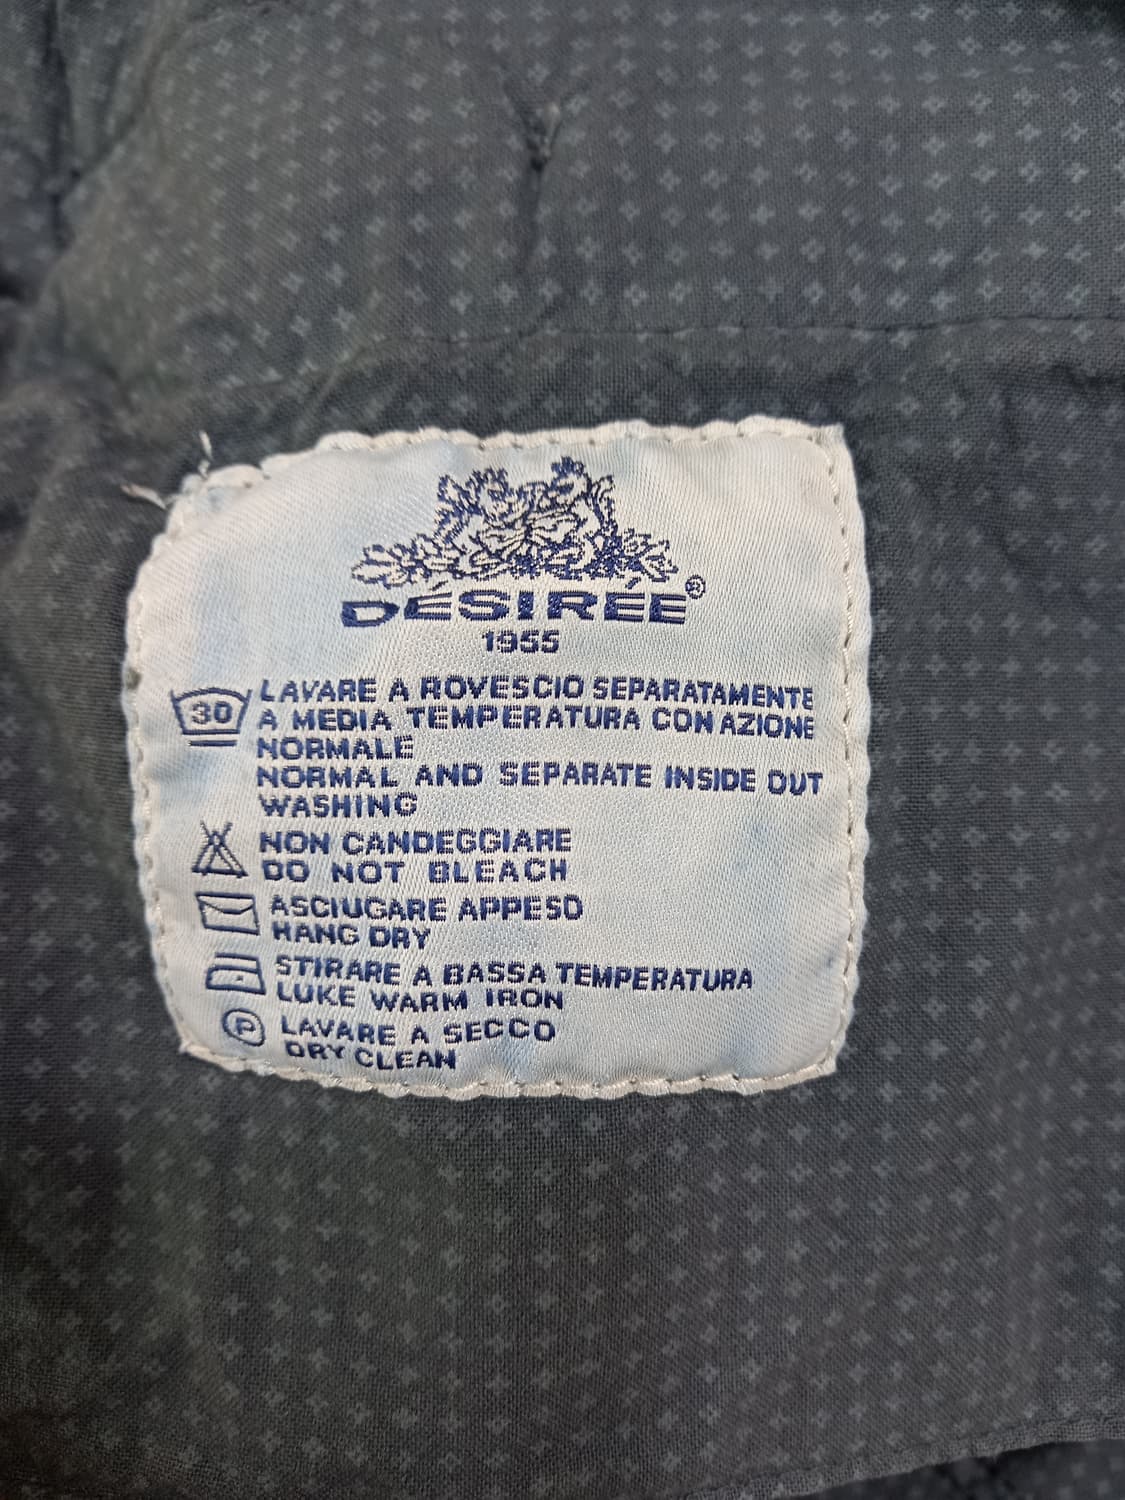 DÉSIRÉE®
1955
30
LAVARE A ROVESCIO SEPARATAMENTE
A MEDIA TEMPERATURA CON AZIONE
NORMALE
NORMAL AND SEPARATE INSIDE OUT
WASHING
NON CANDEGGIARE
DO NOT BLEACH
ASCIUGARE APPESO
HANG DRY
STIRARE A BASSA TEMPERATURA
LUKE WARM IRON
P
LAVARE A SECCO
DRY CLEAN